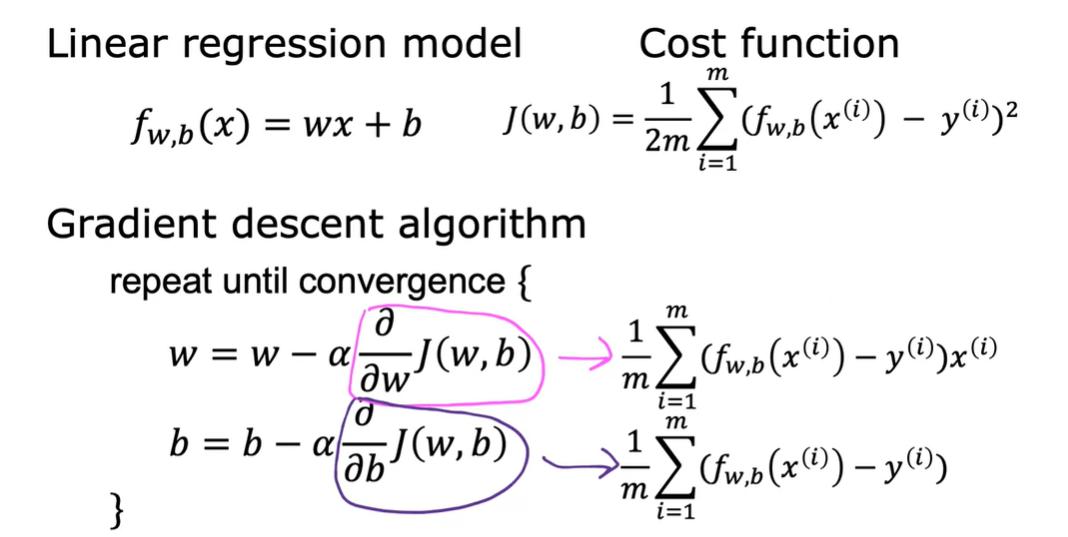 Linear regression model
Cost function
f_{w,b}(x) = wx + b
J(w,b) = \frac{1}{2m} \sum_{i=1}^{m} (f_{w,b}(x^{(i)}) − y^{(i)})^2
Gradient descent algorithm
repeat until convergence {
w = w − α \frac{∂}{∂w} J(w,b) → \frac{1}{m} \sum_{i=1}^{m} (f_{w,b}(x^{(i)}) − y^{(i)})x^{(i)}
b = b − α \frac{∂}{∂b} J(w,b) → \frac{1}{m} \sum_{i=1}^{m} (f_{w,b}(x^{(i)}) − y^{(i)})
}